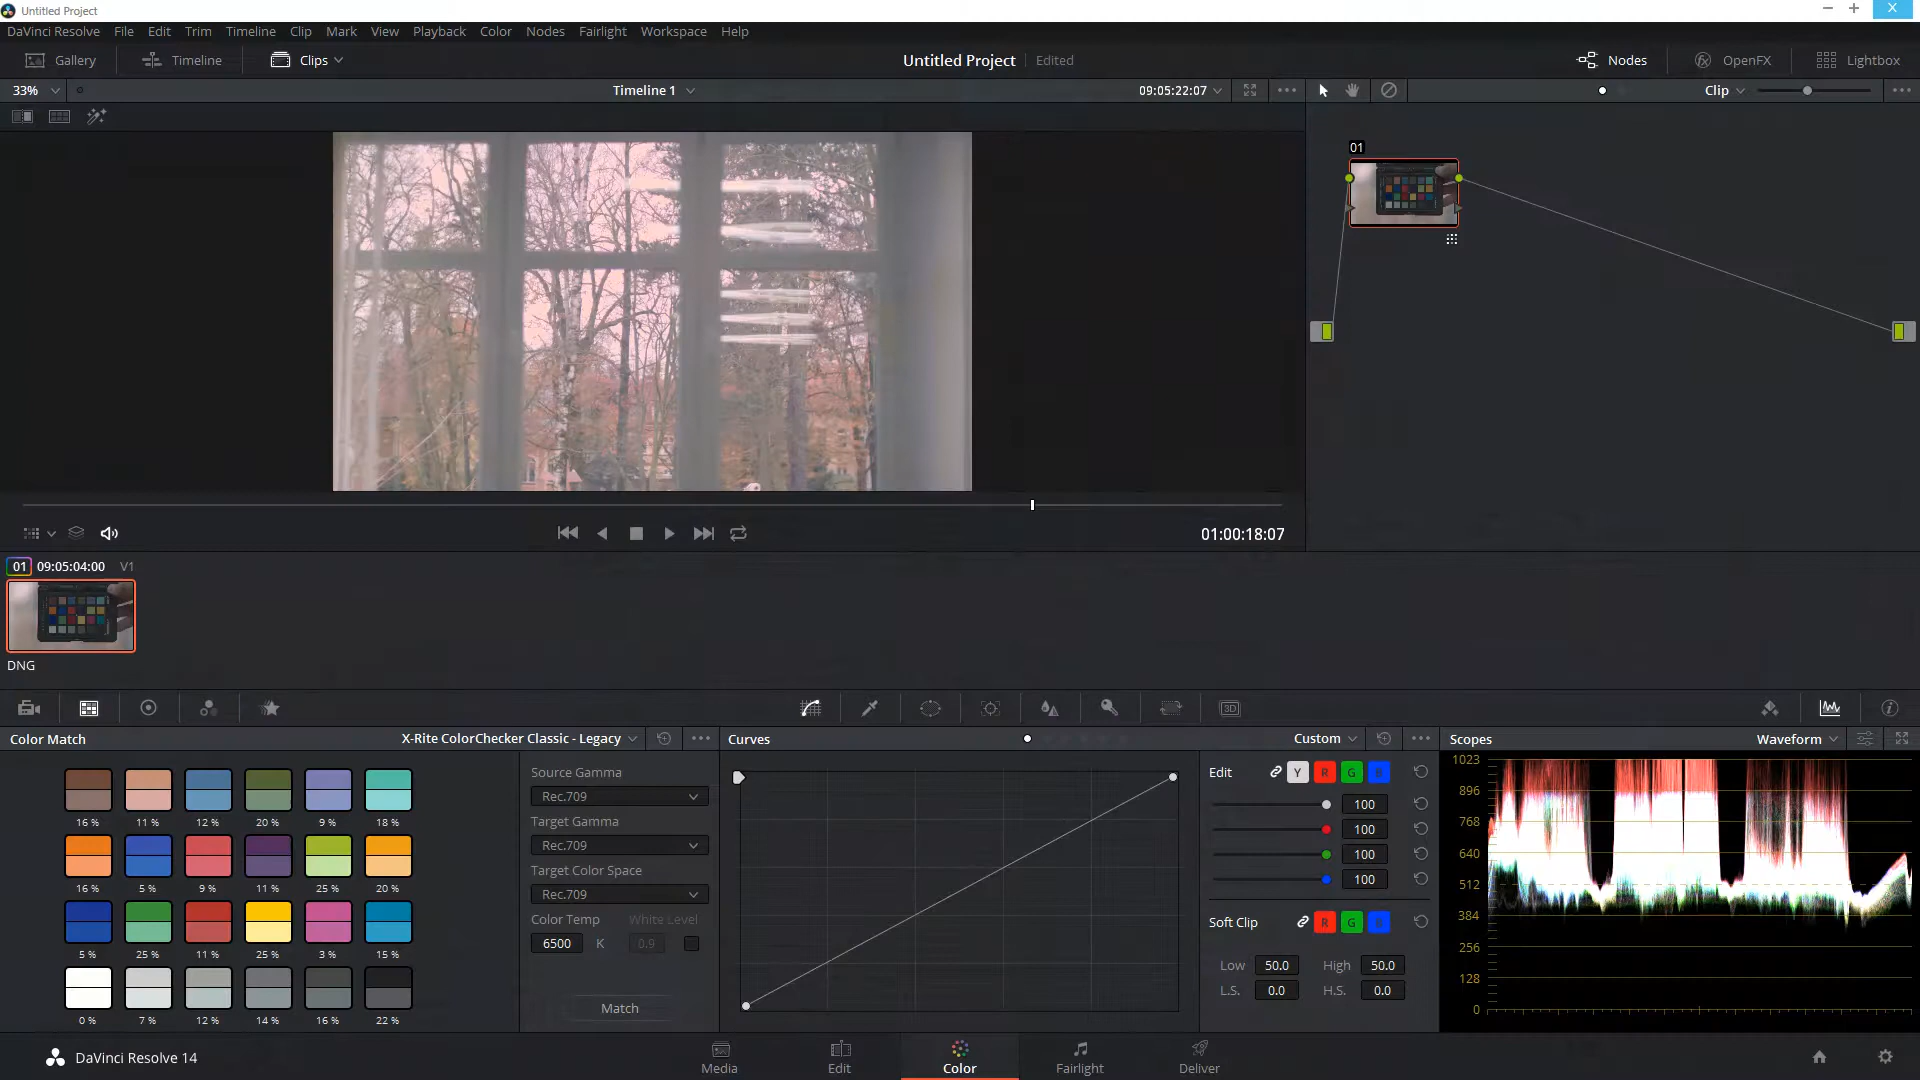 Untitled Project
DaVinci Resolve File Edit Trim Timeline Clip Mark View Playback Color Nodes Fairlight Workspace Help
Gallery Timeline Clips Untitled Project Edited Nodes OpenFX Lightbox
33% Timeline 1 09:05:22:07 Clip
01
01:00:18:07
01 09:05:04:00 V1
DNG
Color Match X-Rite ColorChecker Classic - Legacy Curves Custom Scopes Waveform
16 % 11 % 12 % 20 % 9 % 18 %
16 % 5 % 9 % 11 % 25 % 20 %
5 % 25 % 11 % 25 % 3 % 15 %
0 % 7 % 12 % 14 % 16 % 22 %
Source Gamma
Rec.709
Target Gamma
Rec.709
Target Color Space
Rec.709
Color Temp White Level
6500 K 0.9
Match
Edit Y R G B
100
100
100
100
Soft Clip R G B
Low 50.0 High 50.0
L.S. 0.0 H.S. 0.0
1023
896
768
640
512
384
256
128
0
3D
DaVinci Resolve 14 Media Edit Color Fairlight Deliver